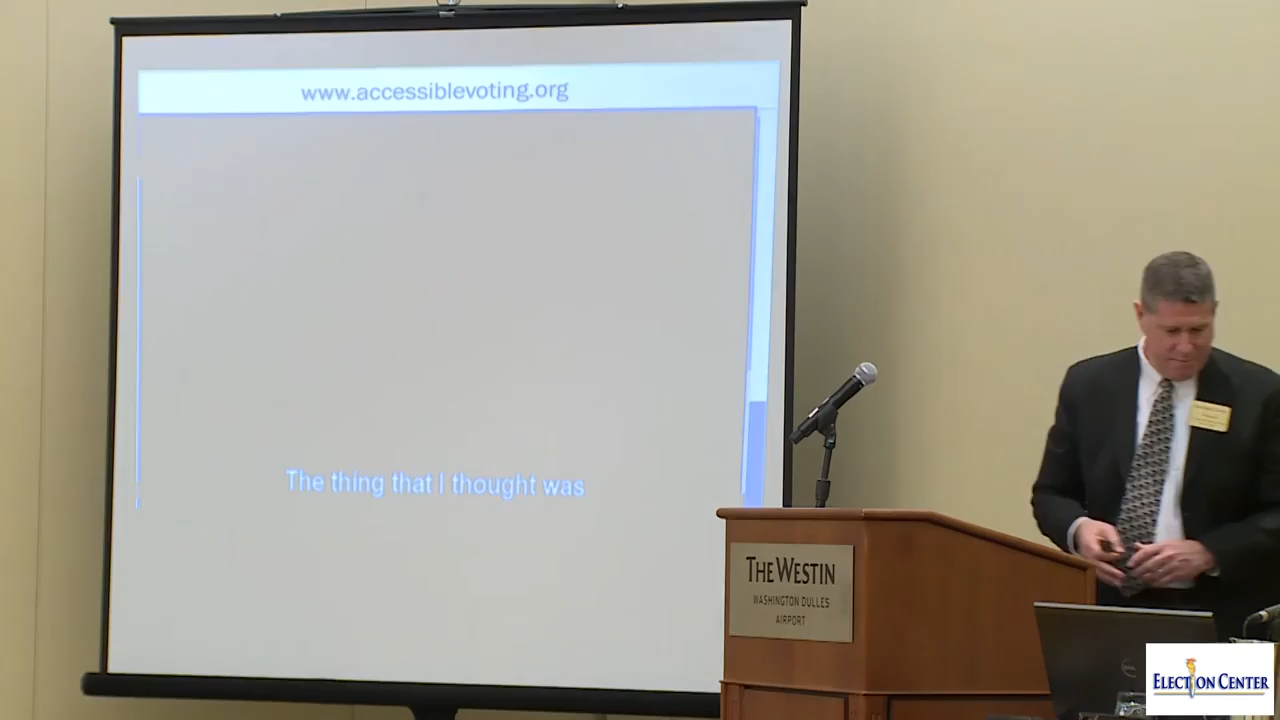 www.accessiblevoting.org
The thing that I thought was
THE WESTIN
WASHINGTON DULLES
AIRPORT
ELECTION CENTER